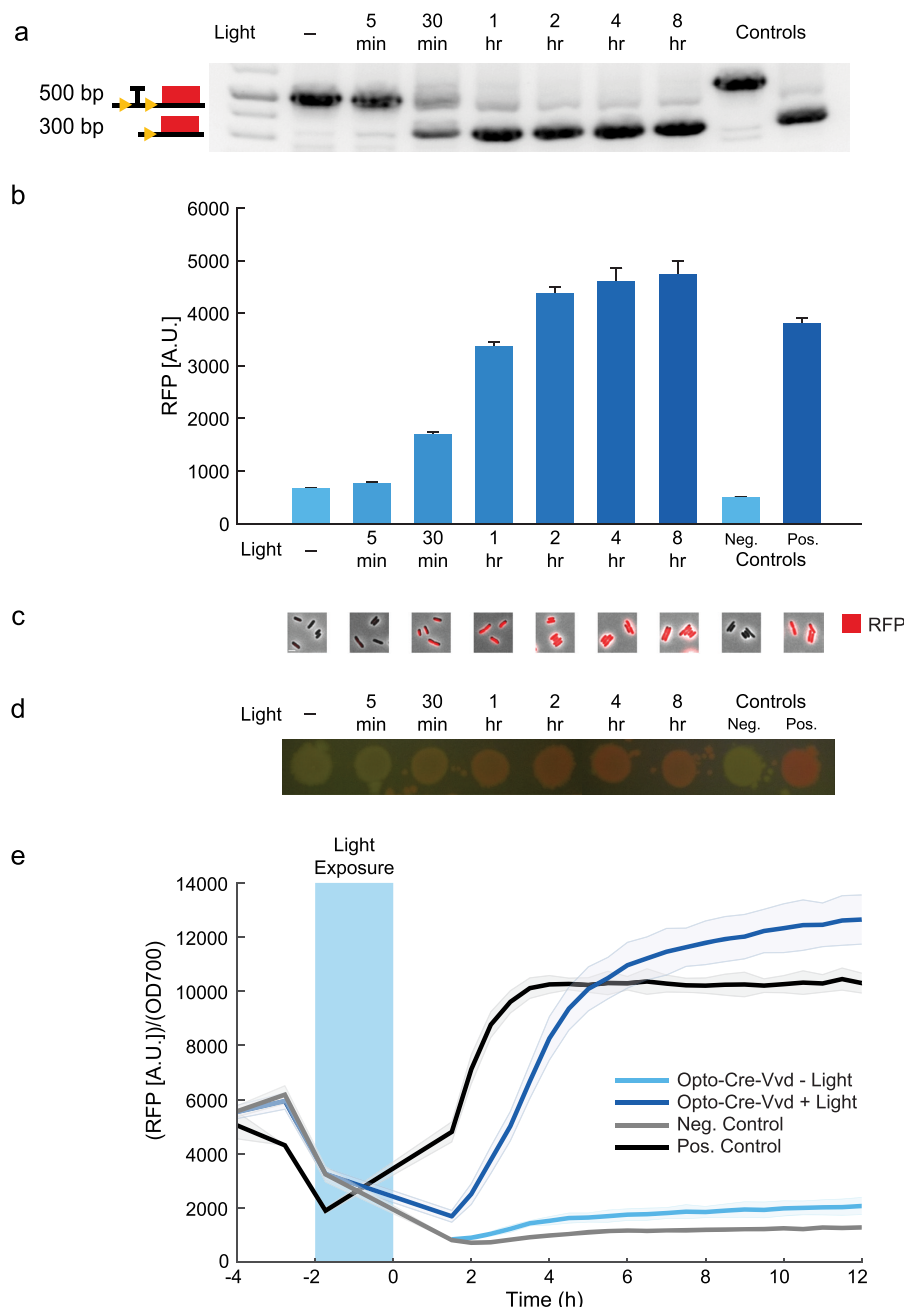 a
Light – 5 min 30 min 1 hr 2 hr 4 hr 8 hr Controls
500 bp
300 bp
b
RFP [A.U.]
6000
5000
4000
3000
2000
1000
0
Light – 5 min 30 min 1 hr 2 hr 4 hr 8 hr Neg. Pos.
Controls
c
RFP
d
Light – 5 min 30 min 1 hr 2 hr 4 hr 8 hr Controls
Neg. Pos.
e
Light
Exposure
(RFP [A.U.])/(OD700)
14000
12000
10000
8000
6000
4000
2000
0
Opto-Cre-Vvd - Light
Opto-Cre-Vvd + Light
Neg. Control
Pos. Control
-4 -2 0 2 4 6 8 10 12
Time (h)